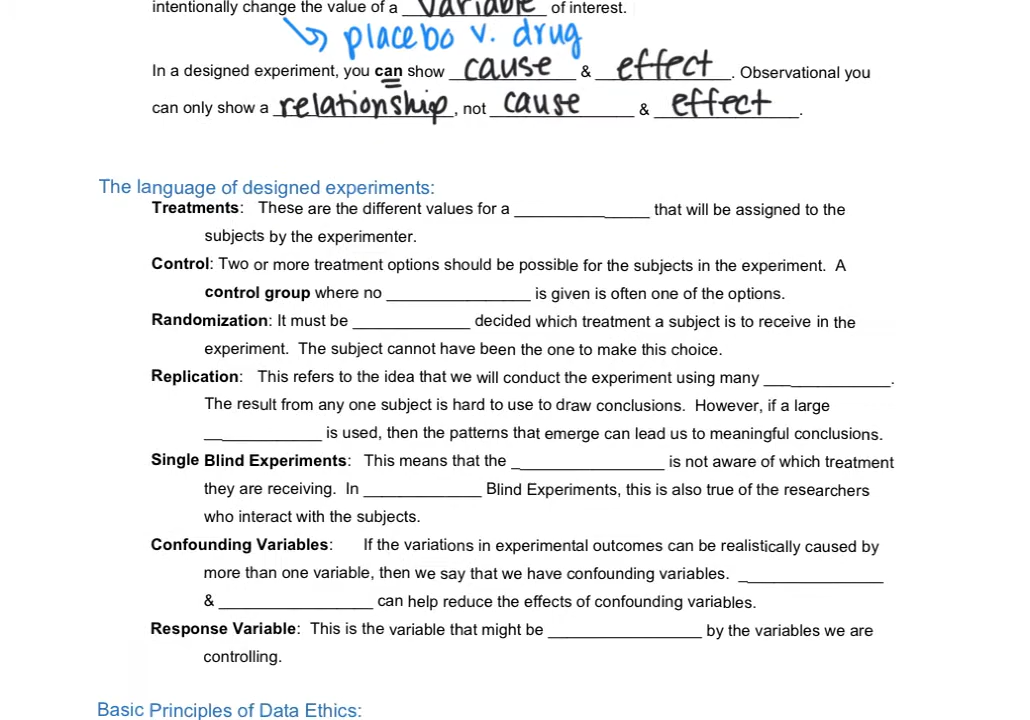 intentionally change the value of a variable of interest.
placebo v. drug
In a designed experiment, you can show cause & effect. Observational you
can only show a relationship, not cause & effect.
The language of designed experiments:
Treatments: These are the different values for a ________________ that will be assigned to the
subjects by the experimenter.
Control: Two or more treatment options should be possible for the subjects in the experiment. A
control group where no ________________ is given is often one of the options.
Randomization: It must be ______________ decided which treatment a subject is to receive in the
experiment. The subject cannot have been the one to make this choice.
Replication: This refers to the idea that we will conduct the experiment using many _______________.
The result from any one subject is hard to use to draw conclusions. However, if a large
______________ is used, then the patterns that emerge can lead us to meaningful conclusions.
Single Blind Experiments: This means that the __________________ is not aware of which treatment
they are receiving. In ______________ Blind Experiments, this is also true of the researchers
who interact with the subjects.
Confounding Variables: If the variations in experimental outcomes can be realistically caused by
more than one variable, then we say that we have confounding variables. _________________
& __________________ can help reduce the effects of confounding variables.
Response Variable: This is the variable that might be __________________ by the variables we are
controlling.
Basic Principles of Data Ethics: